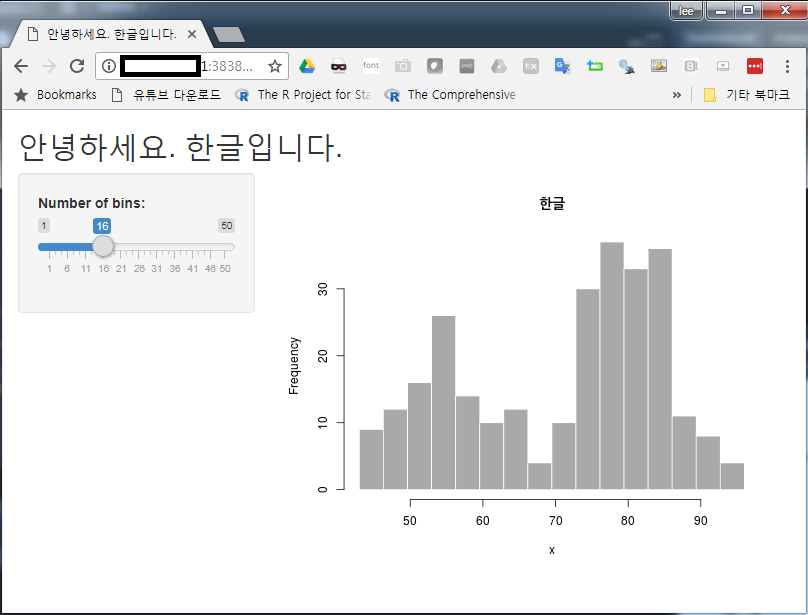 lee
안녕하세요. 한글입니다.
1:3838...
font
Bookmarks 유튜브 다운로드 The R Project for Sta The Comprehensive » 기타 북마크
안녕하세요. 한글입니다.
Number of bins:
1 16 50
1 6 11 16 21 26 31 36 41 46 50
한글
Frequency
30
20
10
0
50 60 70 80 90
x